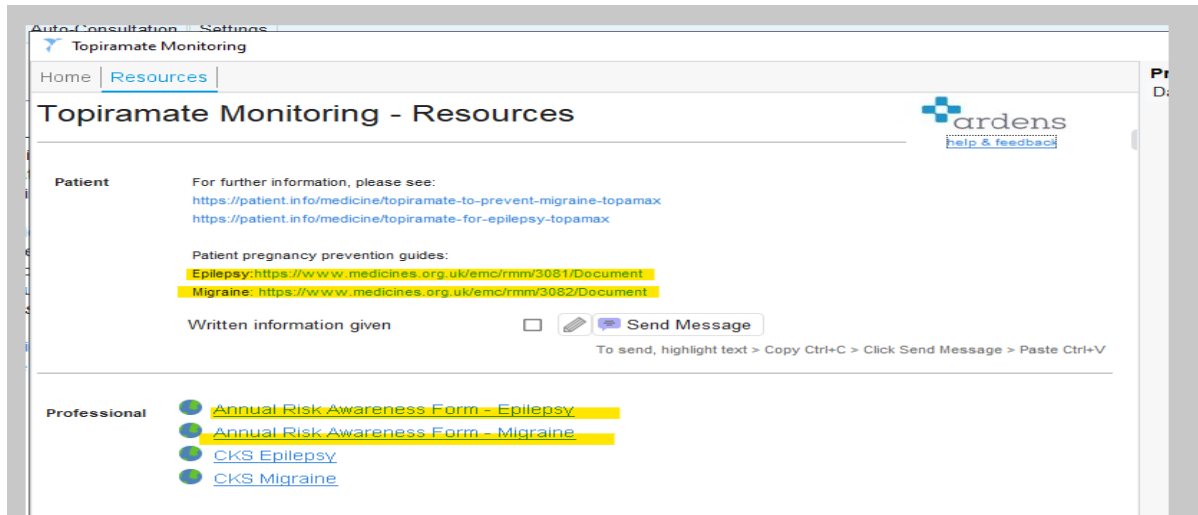 Auto-Consultation Settings
Topiramate Monitoring
Home Resources
Topiramate Monitoring - Resources
ardens
help & feedback
Patient
For further information, please see:
https://patient.info/medicine/topiramate-to-prevent-migraine-topamax
https://patient.info/medicine/topiramate-for-epilepsy-topamax
Patient pregnancy prevention guides:
Epilepsy:https://www.medicines.org.uk/emc/rmm/3081/Document
Migraine: https://www.medicines.org.uk/emc/rmm/3082/Document
Written information given
Send Message
To send, highlight text > Copy Ctrl+C > Click Send Message > Paste Ctrl+V
Professional
Annual Risk Awareness Form - Epilepsy
Annual Risk Awareness Form - Migraine
CKS Epilepsy
CKS Migraine